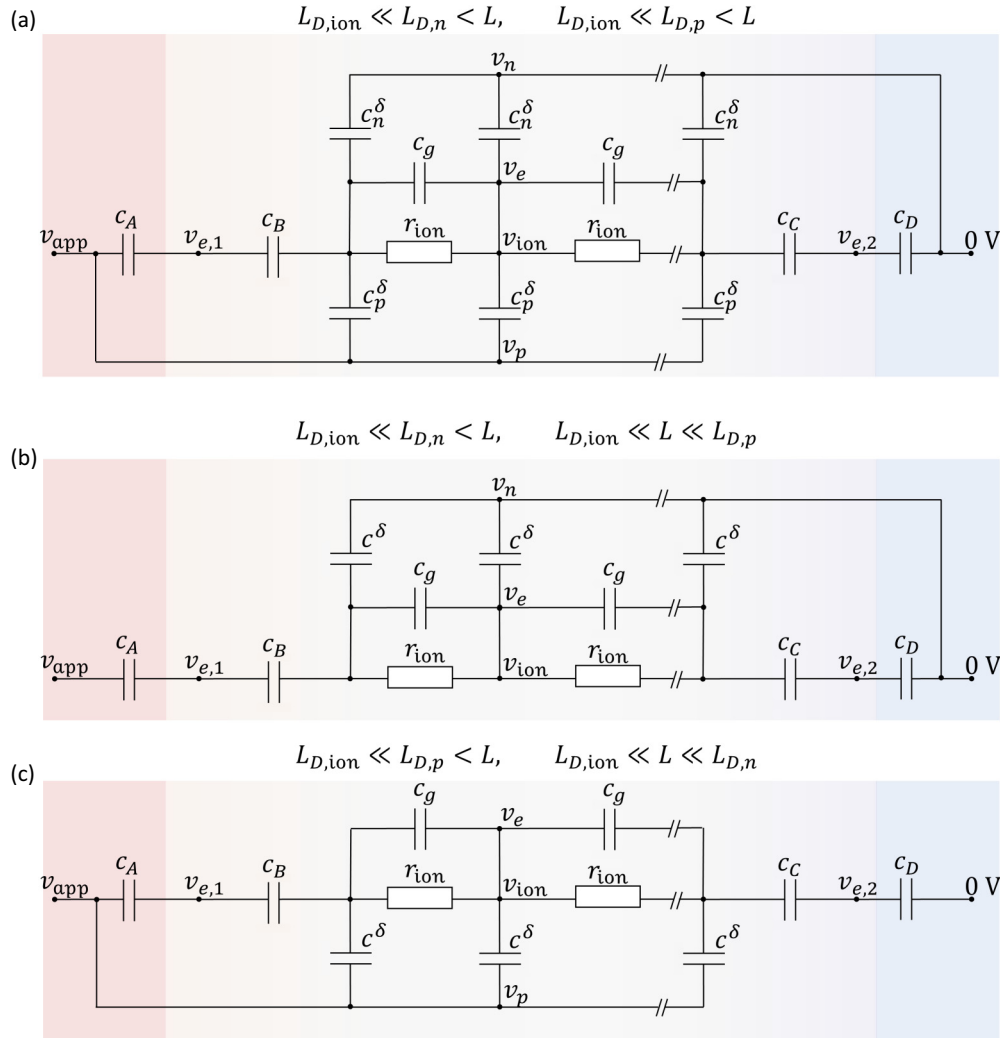 (a)
L_{D,ion} ≪ L_{D,n} < L, L_{D,ion} ≪ L_{D,p} < L
v_n
c_n^δ c_n^δ c_n^δ
c_g c_g
v_e
c_A c_B r_ion r_ion c_C c_D
v_app v_{e,1} v_ion v_{e,2} 0 V
c_p^δ c_p^δ c_p^δ
v_p
(b)
L_{D,ion} ≪ L_{D,n} < L, L_{D,ion} ≪ L ≪ L_{D,p}
v_n
c^δ c^δ c^δ
c_g c_g
v_e
c_A c_B r_ion r_ion c_C c_D
v_app v_{e,1} v_ion v_{e,2} 0 V
(c)
L_{D,ion} ≪ L_{D,p} < L, L_{D,ion} ≪ L ≪ L_{D,n}
c_g c_g
v_e
c_A c_B r_ion r_ion c_C c_D
v_app v_{e,1} v_ion v_{e,2} 0 V
c^δ c^δ c^δ
v_p